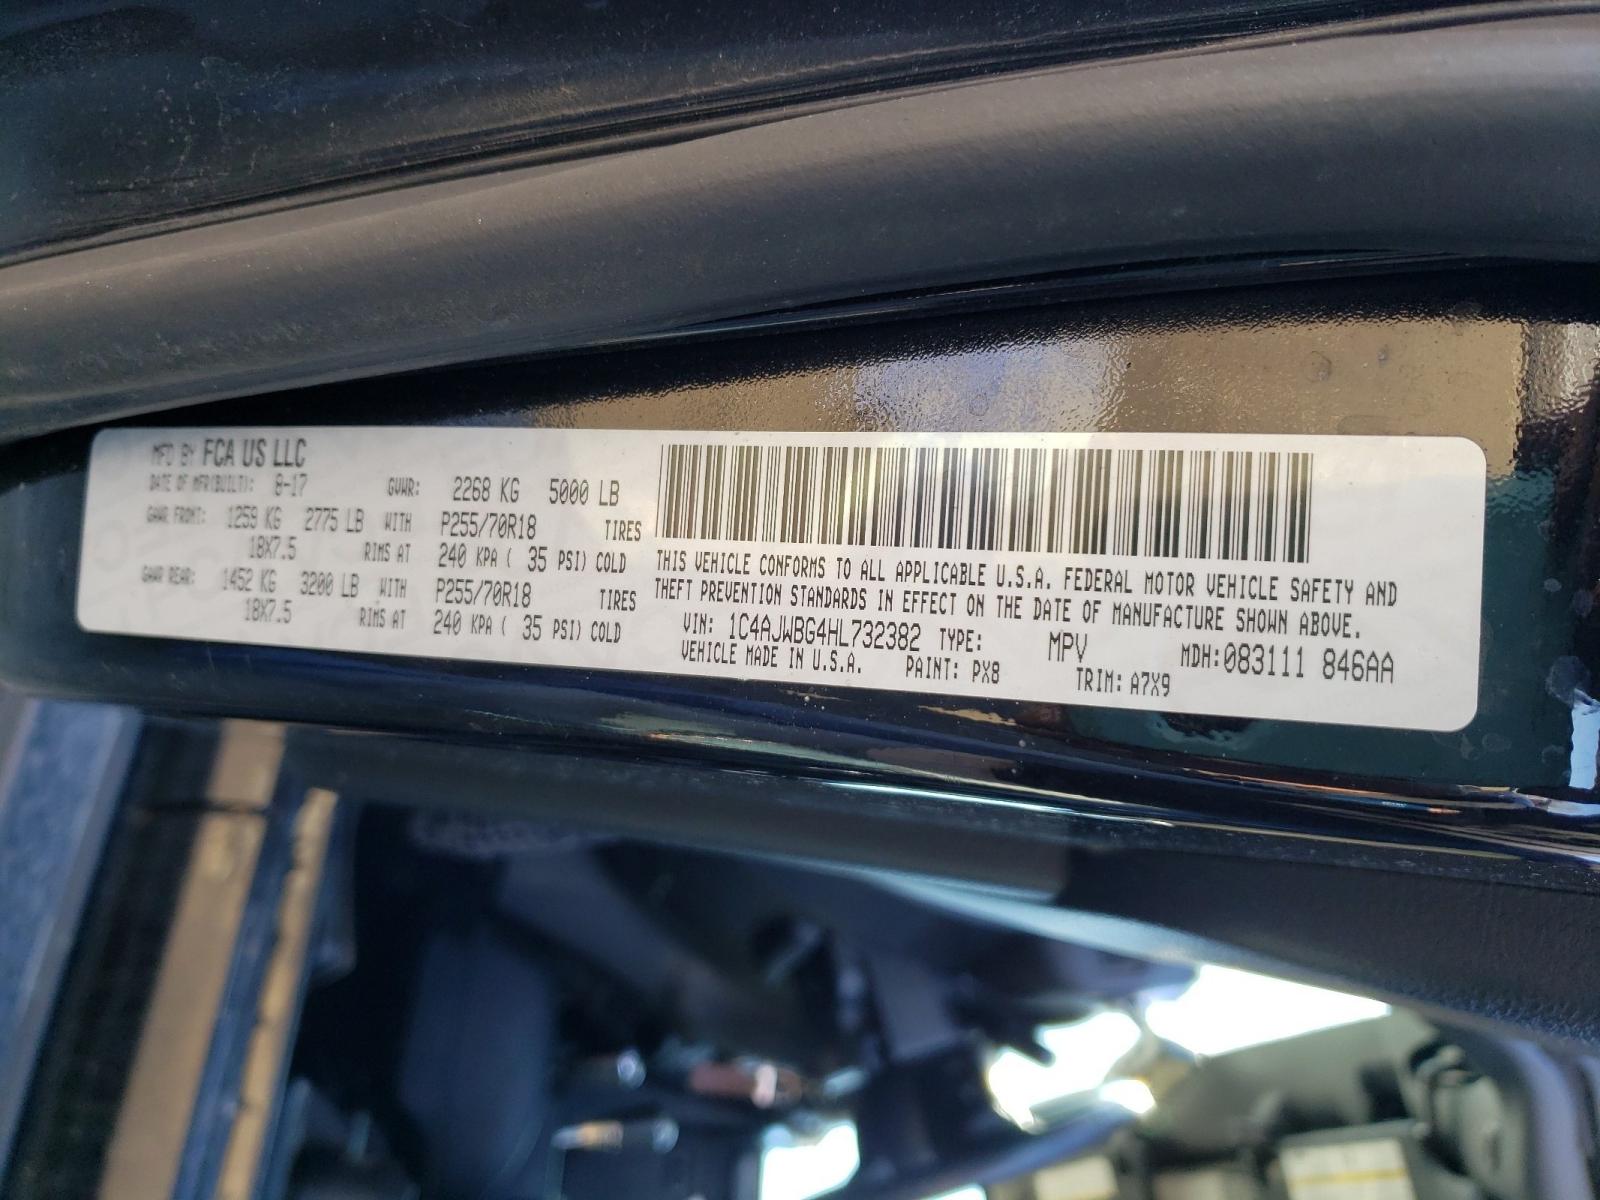 MFD BY FCA US LLC
DATE OF MFR(BUILT): 8-17 GVWR: 2268 KG 5000 LB
GAWR FRONT: 1259 KG 2775 LB WITH P255/70R18 TIRES
18X7.5 RIMS AT 240 KPA ( 35 PSI) COLD
GAWR REAR: 1452 KG 3200 LB WITH P255/70R18 TIRES
18X7.5 RIMS AT 240 KPA ( 35 PSI) COLD
THIS VEHICLE CONFORMS TO ALL APPLICABLE U.S.A. FEDERAL MOTOR VEHICLE SAFETY AND
THEFT PREVENTION STANDARDS IN EFFECT ON THE DATE OF MANUFACTURE SHOWN ABOVE.
VIN: 1C4AJWBG4HL732382 TYPE: MPV MDH:083111 846AA
VEHICLE MADE IN U.S.A. PAINT: PX8 TRIM: A7X9